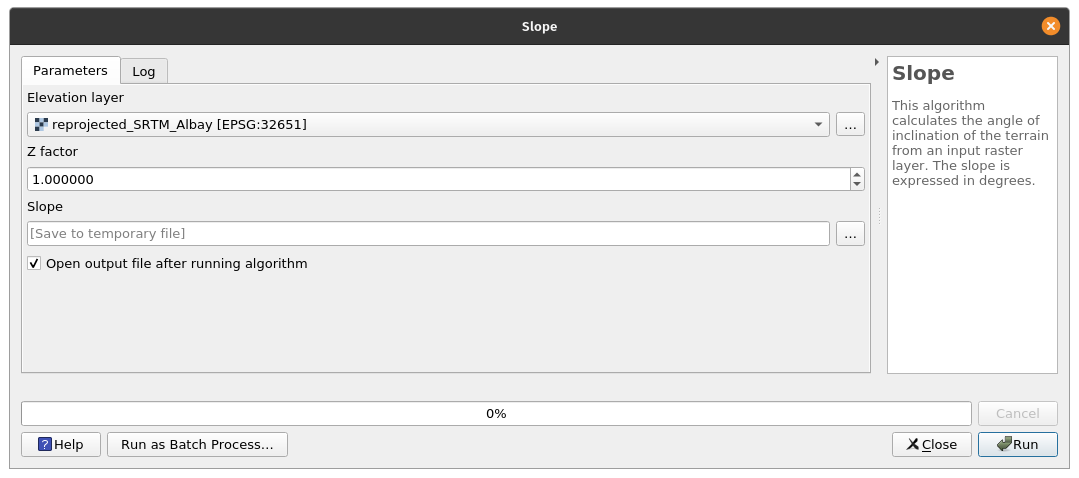 Slope
Parameters
Log
Elevation layer
reprojected_SRTM_Albay [EPSG:32651]
...
Z factor
1.000000
Slope
[Save to temporary file]
...
Open output file after running algorithm
Slope
This algorithm
calculates the angle of
inclination of the terrain
from an input raster
layer. The slope is
expressed in degrees.
0%
Cancel
?
Help
Run as Batch Process...
Close
Run